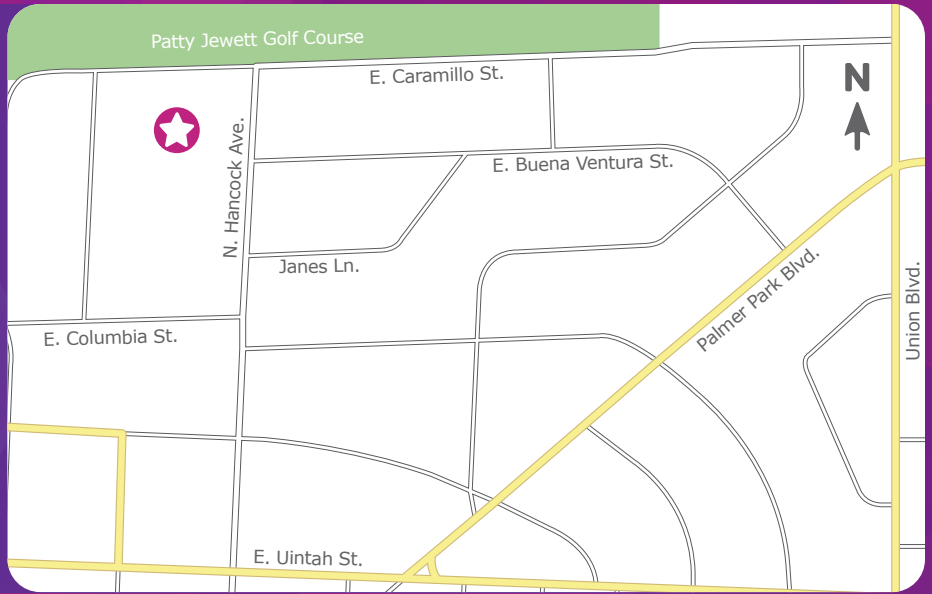 Patty Jewett Golf Course
E. Caramillo St.
N
N. Hancock Ave.
E. Buena Ventura St.
Janes Ln.
Palmer Park Blvd.
Union Blvd.
E. Columbia St.
E. Uintah St.